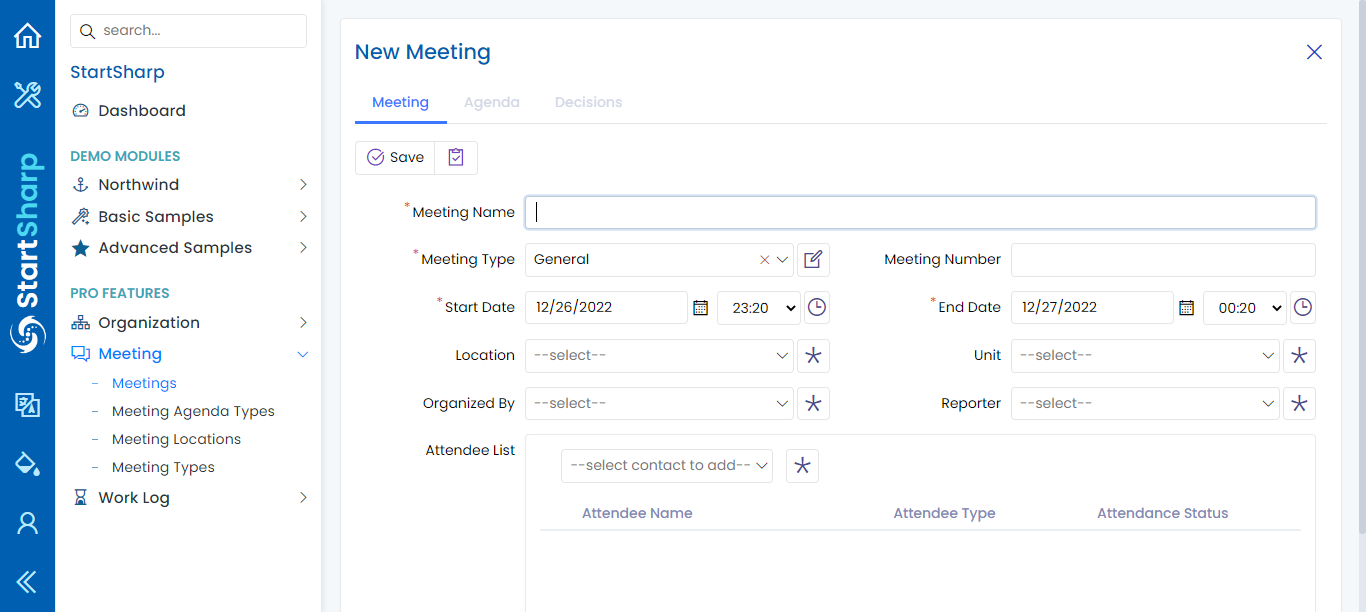 search...
StartSharp
Dashboard
DEMO MODULES
Northwind
Basic Samples
Advanced Samples
PRO FEATURES
Organization
Meeting
Meetings
Meeting Agenda Types
Meeting Locations
Meeting Types
Work Log
StartSharp
New Meeting
Meeting Agenda Decisions
Save
*Meeting Name
*Meeting Type General Meeting Number
*Start Date 12/26/2022 23:20 *End Date 12/27/2022 00:20
Location --select-- Unit --select--
Organized By --select-- Reporter --select--
Attendee List --select contact to add--
Attendee Name Attendee Type Attendance Status